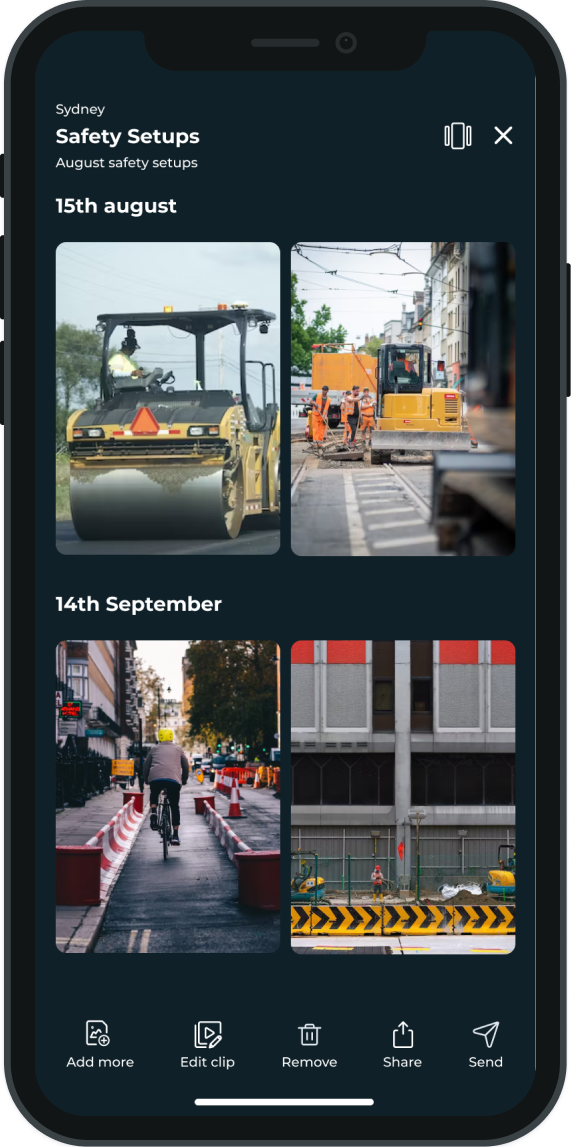 Sydney
Safety Setups
August safety setups
15th august
14th September
Add more
Edit clip
Remove
Share
Send